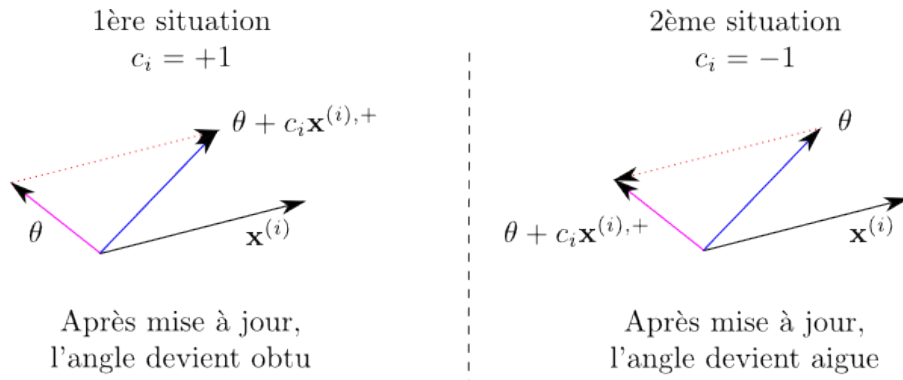 1ère situation
c_i = +1
θ + c_i x^{(i),+}
θ
x^{(i)}
Après mise à jour,
l'angle devient obtu
2ème situation
c_i = −1
θ
θ + c_i x^{(i),+}
x^{(i)}
Après mise à jour,
l'angle devient aigue